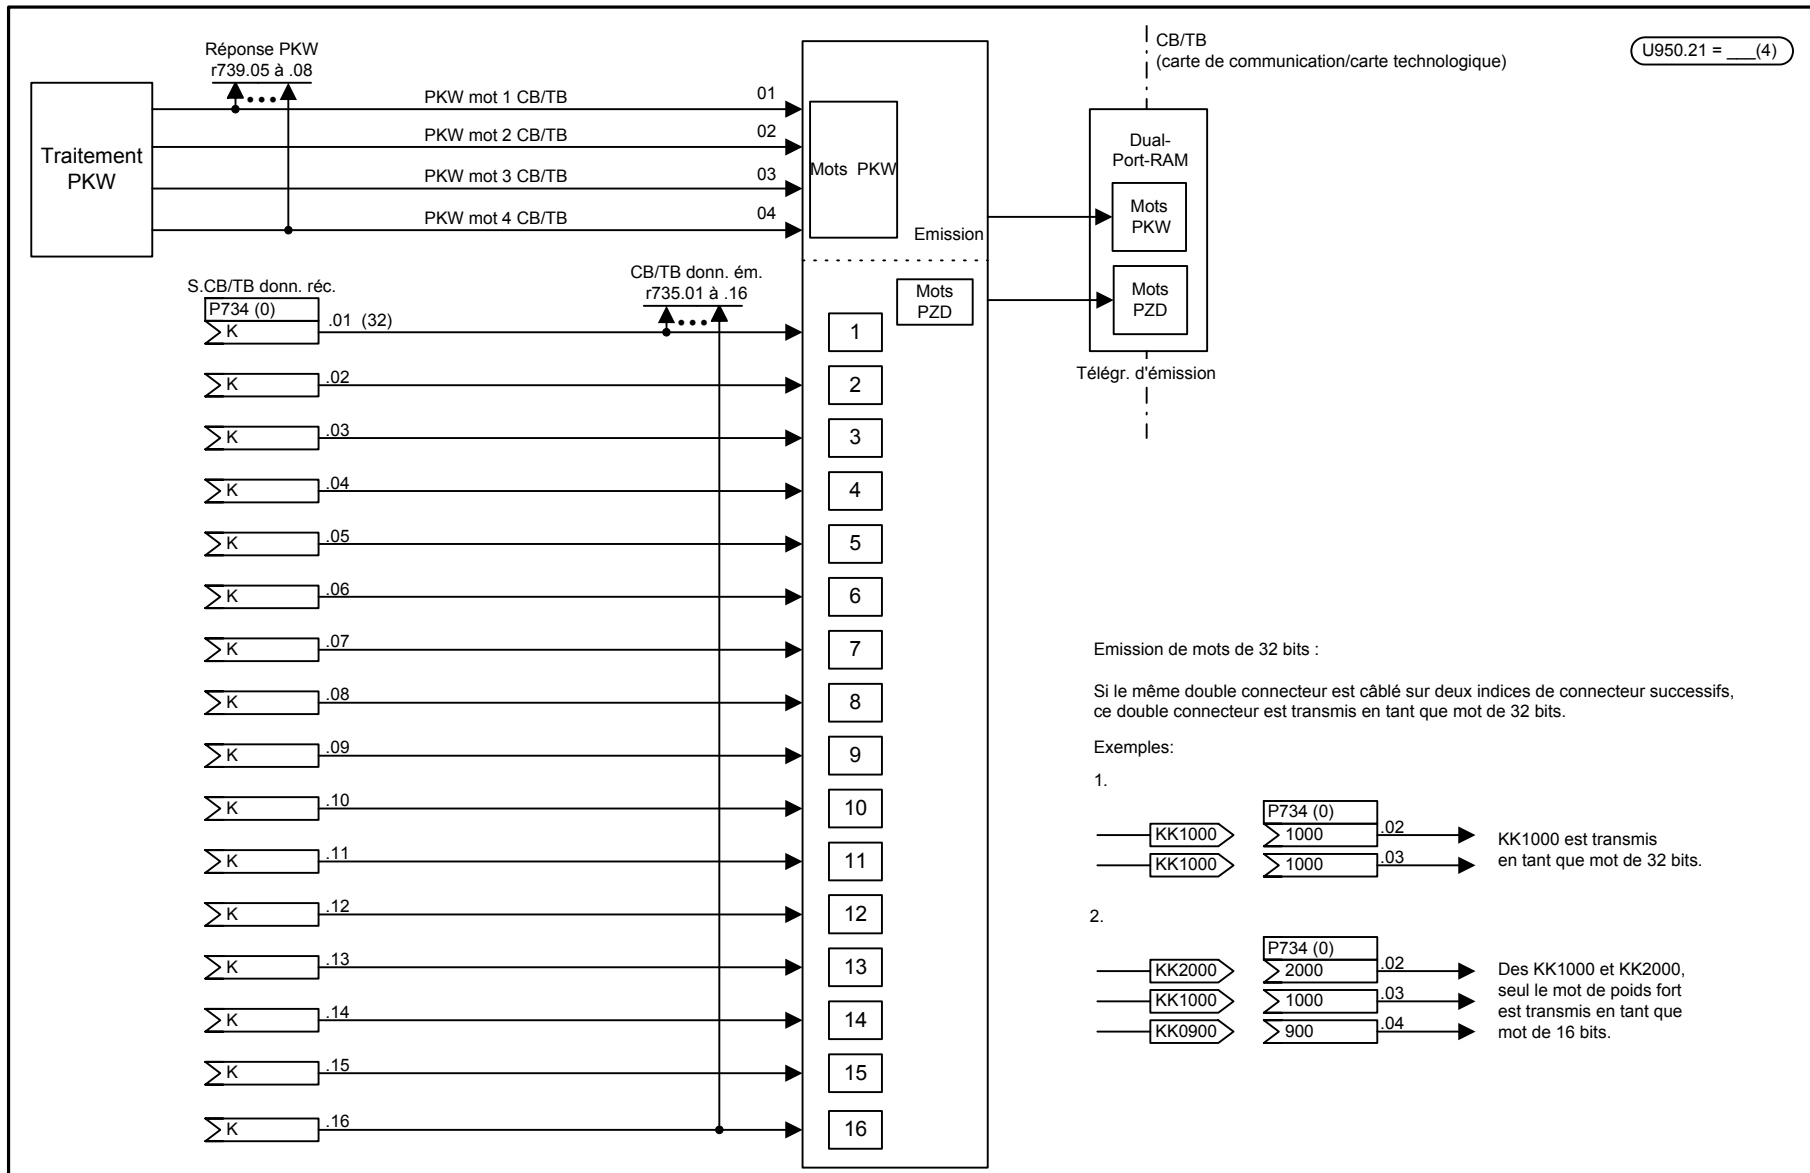 Réponse PKW
r739.05 à .08
CB/TB
(carte de communication/carte technologique)
U950.21 = ___(4)
Traitement
PKW
PKW mot 1 CB/TB
01
PKW mot 2 CB/TB
02
PKW mot 3 CB/TB
03
PKW mot 4 CB/TB
04
Mots PKW
Emission
Dual-
Port-RAM
Mots
PKW
Mots
PZD
Télégr. d'émission
S.CB/TB donn. réc.
P734 (0)
CB/TB donn. ém.
r735.01 à .16
Mots
PZD
K .01 (32) 1
K .02 2
K .03 3
K .04 4
K .05 5
K .06 6
K .07 7
K .08 8
K .09 9
K .10 10
K .11 11
K .12 12
K .13 13
K .14 14
K .15 15
K .16 16
Emission de mots de 32 bits :
Si le même double connecteur est câblé sur deux indices de connecteur successifs,
ce double connecteur est transmis en tant que mot de 32 bits.
Exemples:
1.
P734 (0)
KK1000 1000 .02
KK1000 1000 .03
KK1000 est transmis
en tant que mot de 32 bits.
2.
P734 (0)
KK2000 2000 .02
KK1000 1000 .03
KK0900 900 .04
Des KK1000 et KK2000,
seul le mot de poids fort
est transmis en tant que
mot de 16 bits.